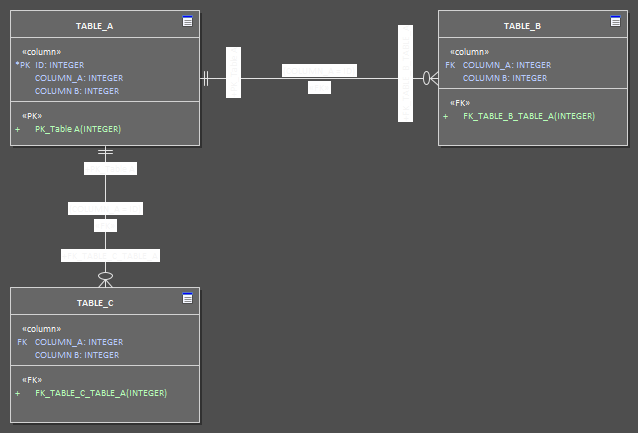 TABLE_A
«column»
*PK ID: INTEGER
COLUMN_A: INTEGER
COLUMN B: INTEGER
«PK»
+ PK_Table A(INTEGER)
TABLE_B
«column»
FK COLUMN_A: INTEGER
COLUMN B: INTEGER
«FK»
+ FK_TABLE_B_TABLE_A(INTEGER)
TABLE_C
«column»
FK COLUMN_A: INTEGER
COLUMN B: INTEGER
«FK»
+ FK_TABLE_C_TABLE_A(INTEGER)